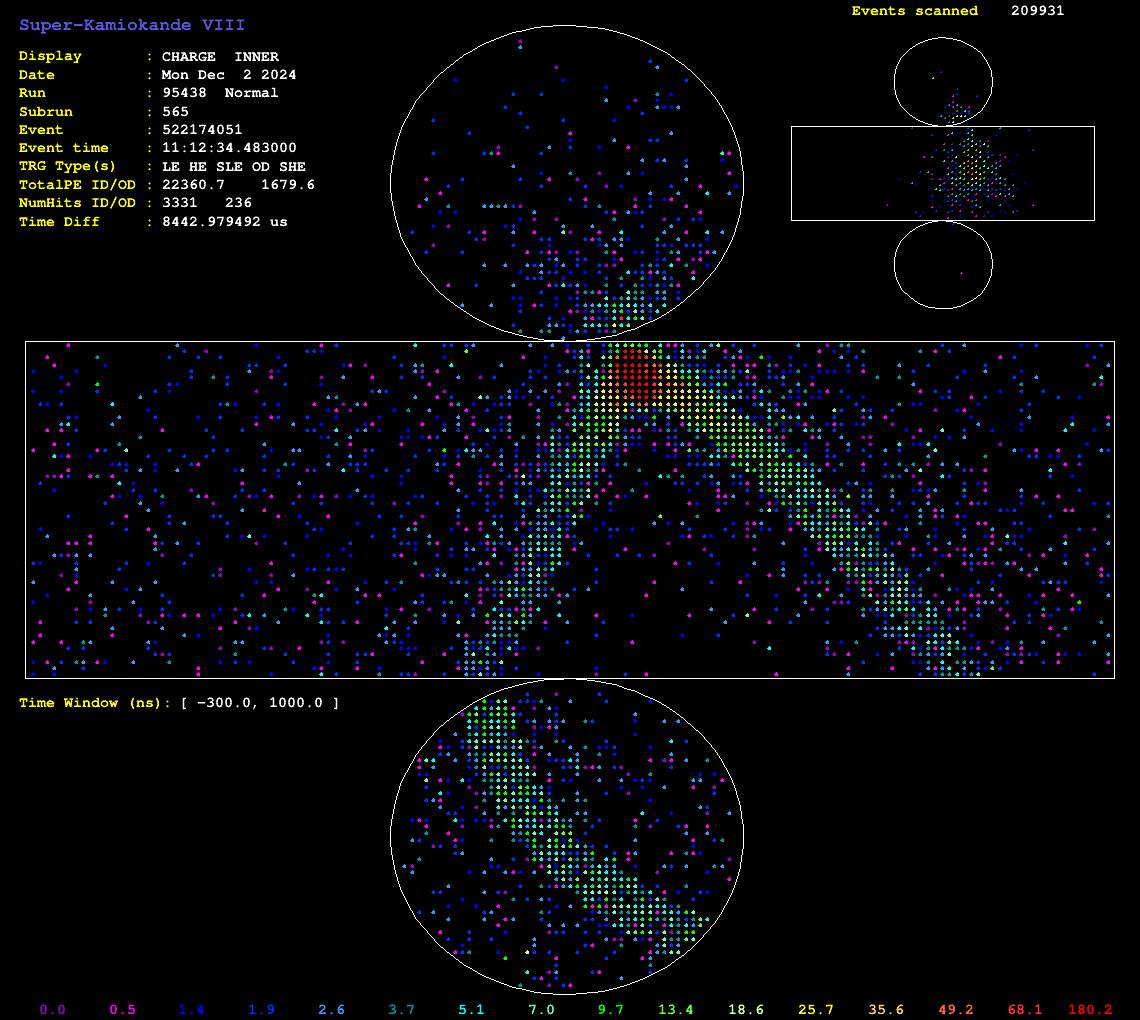 Super-Kamiokande VIII
Events scanned 209931
Display : CHARGE INNER
Date : Mon Dec 2 2024
Run : 95438 Normal
Subrun : 565
Event : 522174051
Event time : 11:12:34.483000
TRG Type(s) : LE HE SLE OD SHE
TotalPE ID/OD : 22360.7 1679.6
NumHits ID/OD : 3331 236
Time Diff : 8442.979492 us
Time Window (ns): [ -300.0, 1000.0 ]
0.0 0.5 1.4 1.9 2.6 3.7 5.1 7.0 9.7 13.4 18.6 25.7 35.6 49.2 68.1 180.2